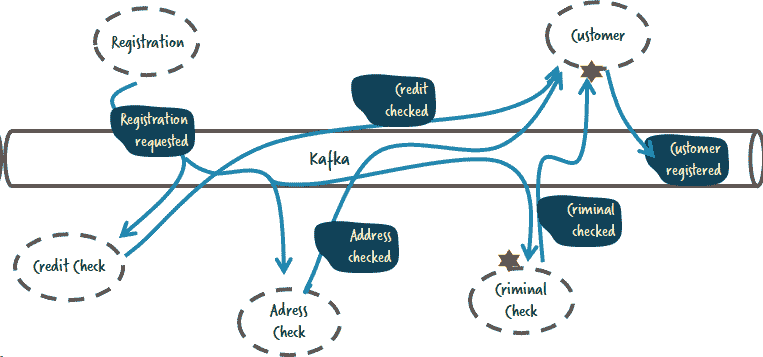 Registration
Customer
Credit
checked
Registration
requested
Kafka
Customer
registered
Address
checked
Criminal
checked
Credit Check
Adress
Check
Criminal
Check